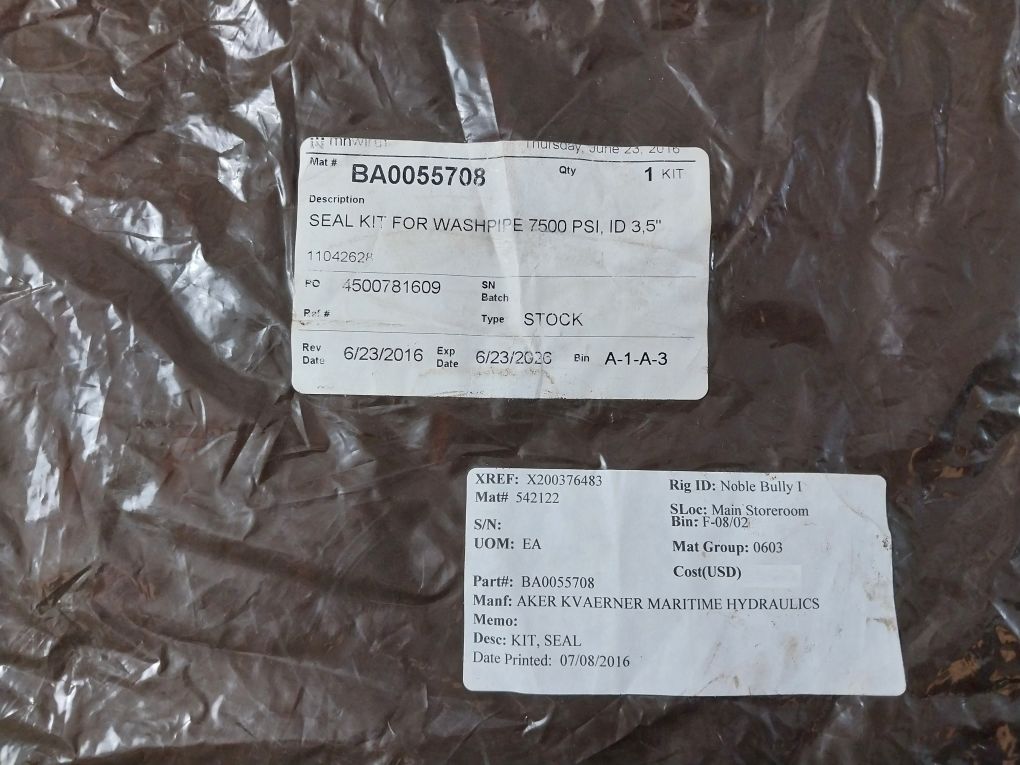 mhwirth Thursday, June 23, 2016
Mat # BA0055708 Qty 1 KIT
Description
SEAL KIT FOR WASHPIPE 7500 PSI, ID 3,5"
11042628
PO 4500781609 SN
Batch
Ref # Type STOCK
Rev Date 6/23/2016 Exp Date 6/23/2026 Bin A-1-A-3
XREF: X200376483 Rig ID: Noble Bully I
Mat# 542122
SLoc: Main Storeroom
S/N: Bin: F-08/02
UOM: EA Mat Group: 0603
Cost(USD)
Part#: BA0055708
Manf: AKER KVAERNER MARITIME HYDRAULICS
Memo:
Desc: KIT, SEAL
Date Printed: 07/08/2016